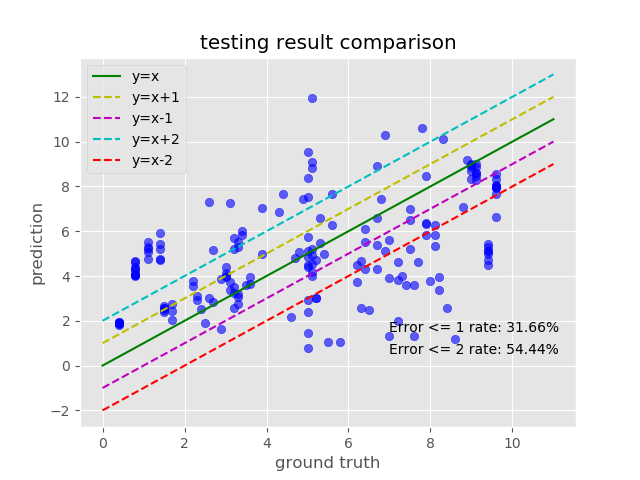 testing result comparison
y=x
y=x+1
y=x-1
y=x+2
y=x-2
12
10
8
6
4
2
0
−2
prediction
Error <= 1 rate: 31.66%
Error <= 2 rate: 54.44%
0
2
4
6
8
10
ground truth